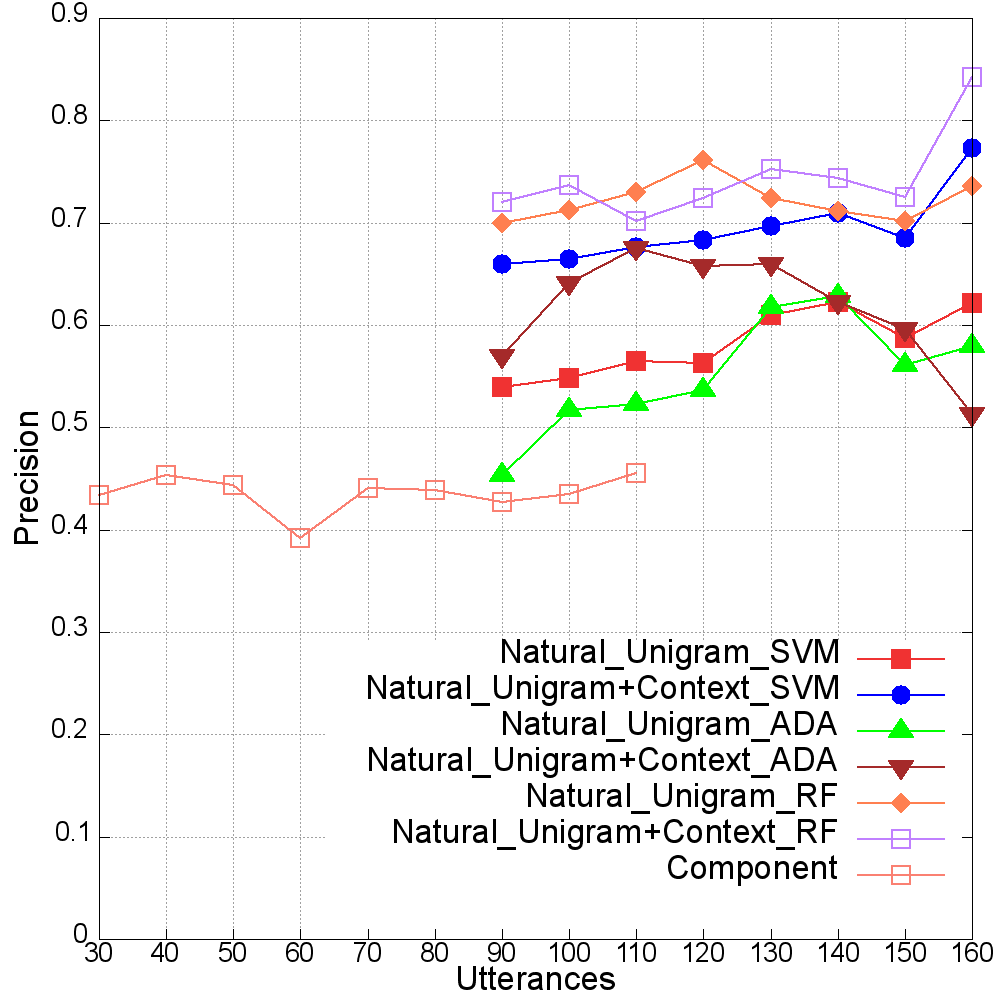 0.9
0.8
0.7
0.6
0.5
0.4
0.3
0.2
0.1
0
Precision
Natural_Unigram_SVM
Natural_Unigram+Context_SVM
Natural_Unigram_ADA
Natural_Unigram+Context_ADA
Natural_Unigram_RF
Natural_Unigram+Context_RF
Component
30 40 50 60 70 80 90 100 110 120 130 140 150 160
Utterances